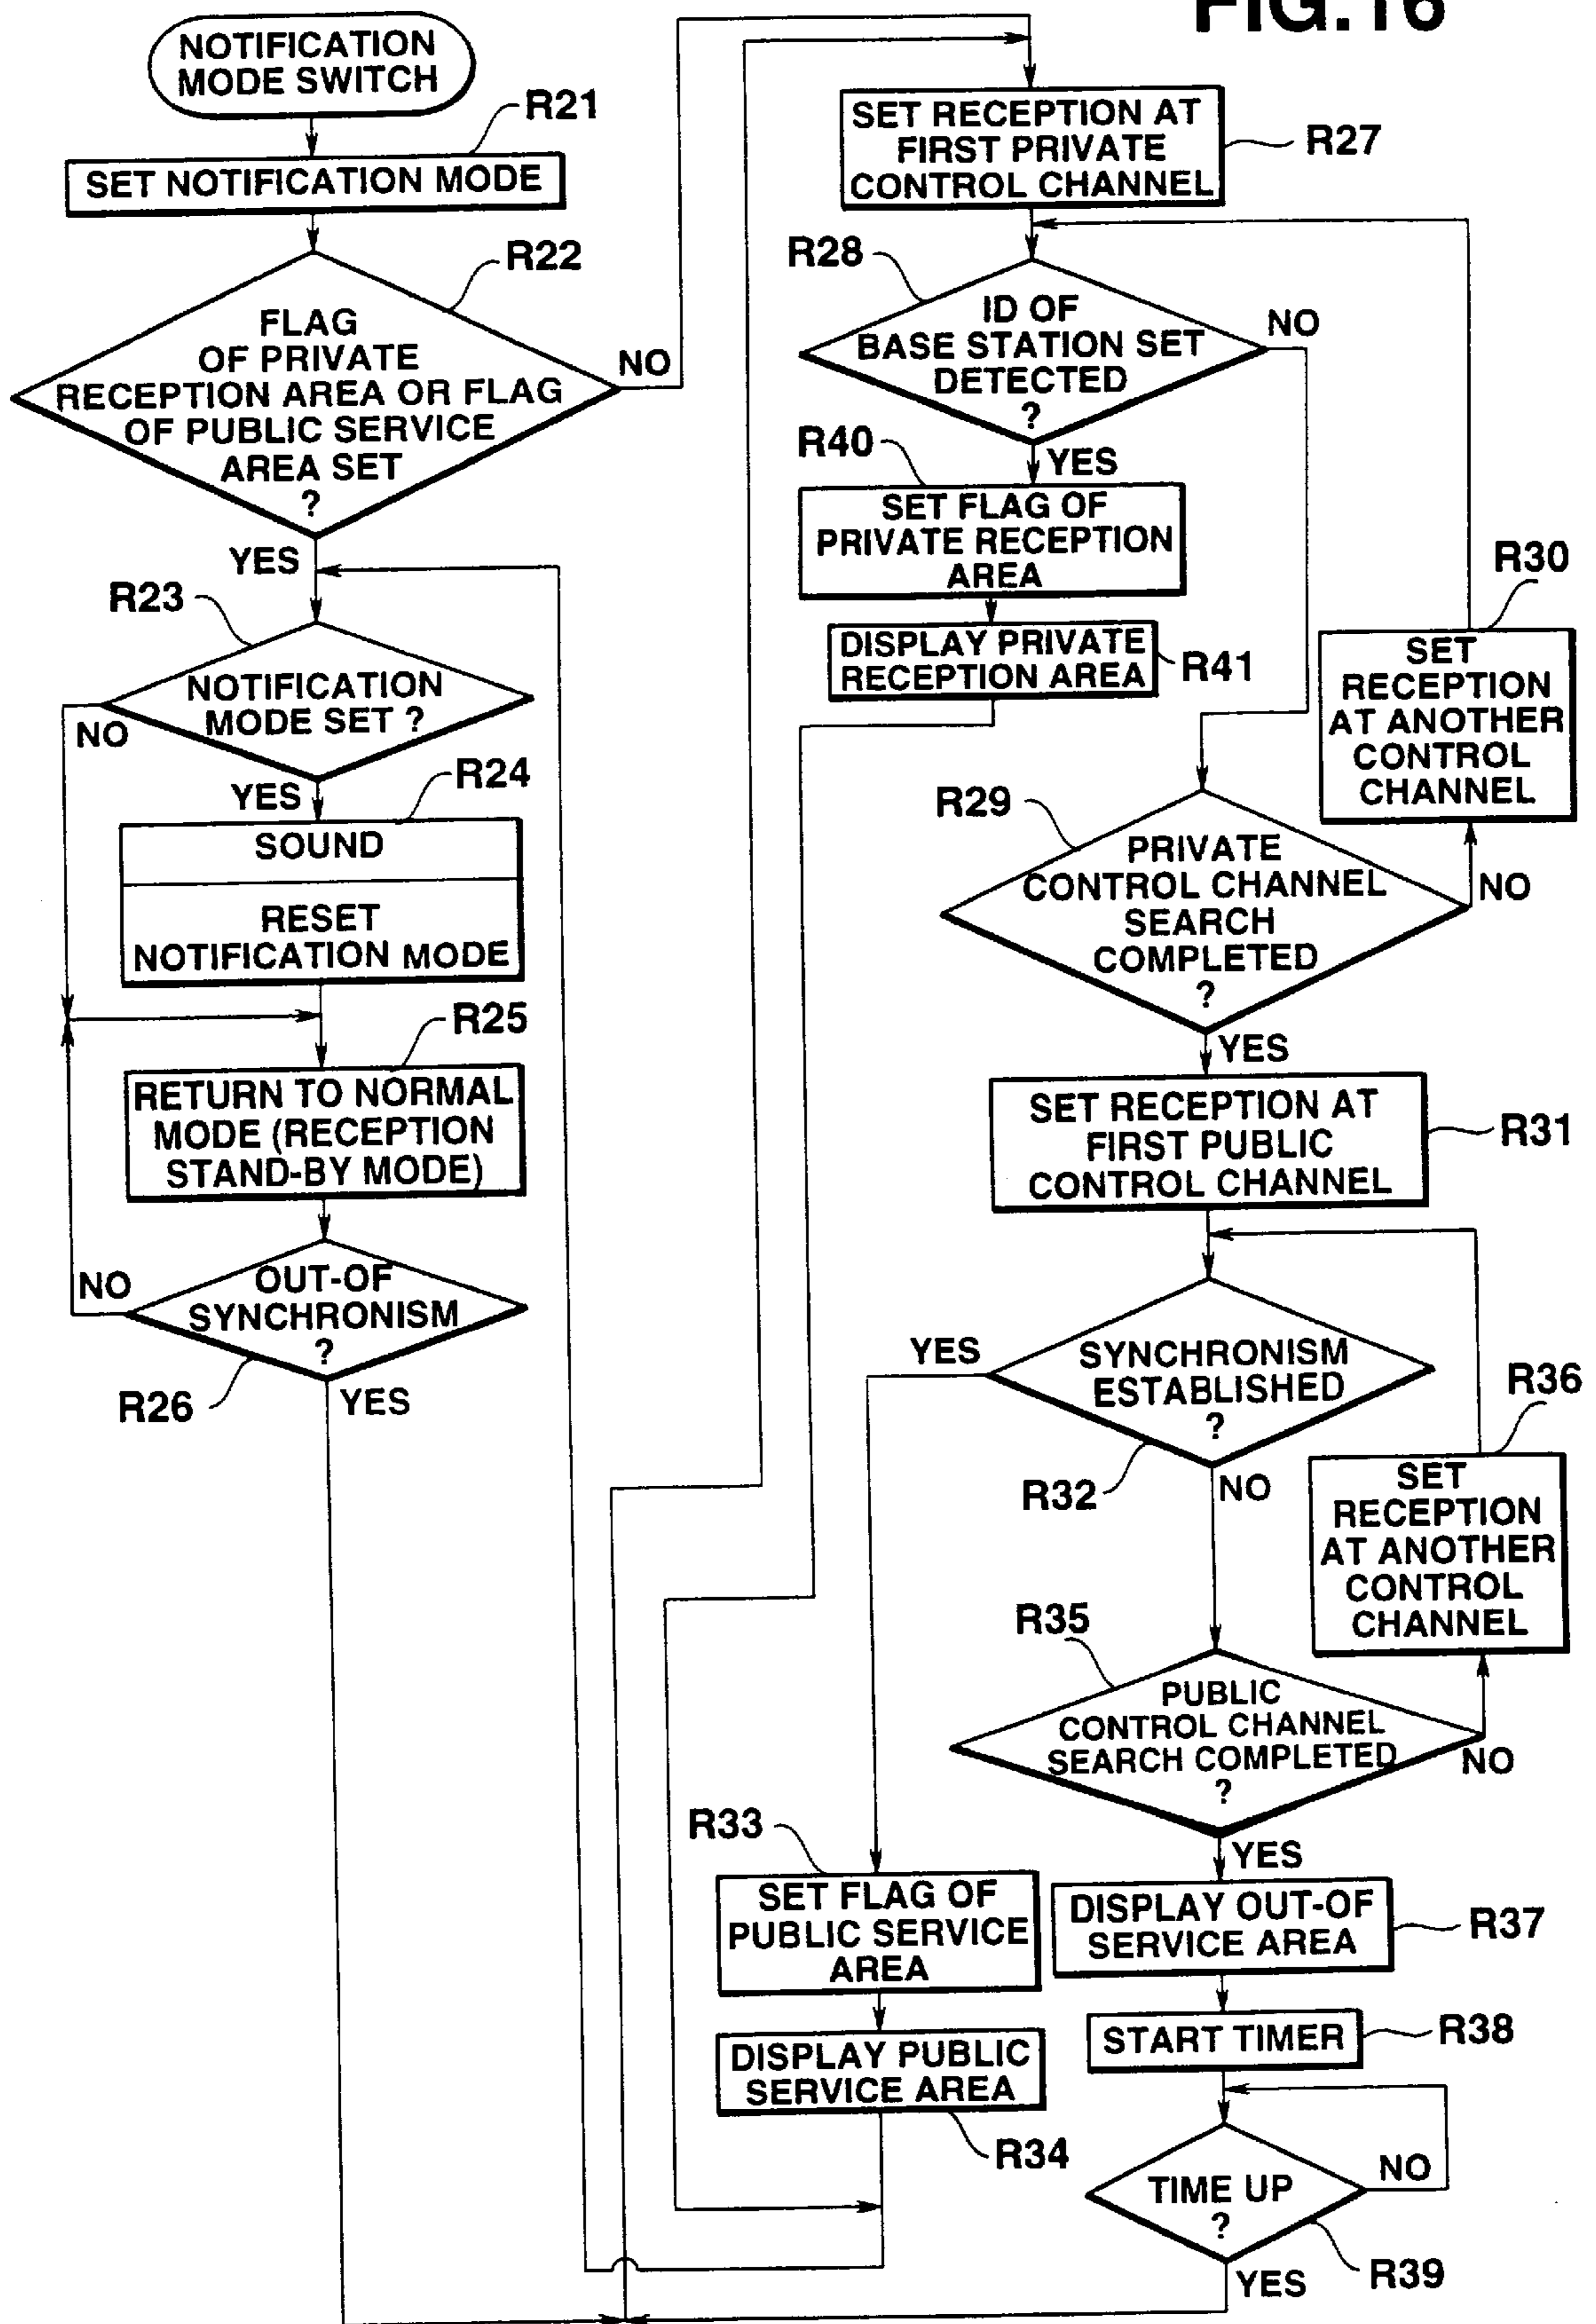 FIG.16
NOTIFICATION
MODE SWITCH
R21
SET NOTIFICATION MODE
R22
FLAG
OF PRIVATE
RECEPTION AREA OR FLAG
OF PUBLIC SERVICE
AREA SET
?
NO
YES
R23
NOTIFICATION
MODE SET ?
NO
YES
R24
SOUND
RESET
NOTIFICATION MODE
R25
RETURN TO NORMAL
MODE (RECEPTION
STAND-BY MODE)
NO
OUT-OF
SYNCHRONISM
?
R26
YES
SET RECEPTION AT
FIRST PRIVATE
CONTROL CHANNEL
R27
R28
ID OF
BASE STATION SET
DETECTED
?
NO
R40
YES
SET FLAG OF
PRIVATE RECEPTION
AREA
DISPLAY PRIVATE
RECEPTION AREA
R41
R30
SET
RECEPTION
AT ANOTHER
CONTROL
CHANNEL
R29
PRIVATE
CONTROL CHANNEL
SEARCH
COMPLETED
?
NO
YES
SET RECEPTION AT
FIRST PUBLIC
CONTROL CHANNEL
R31
YES
SYNCHRONISM
ESTABLISHED
?
R32
NO
R36
SET
RECEPTION
AT ANOTHER
CONTROL
CHANNEL
R35
PUBLIC
CONTROL CHANNEL
SEARCH COMPLETED
?
NO
YES
R33
SET FLAG OF
PUBLIC SERVICE
AREA
DISPLAY PUBLIC
SERVICE AREA
R34
DISPLAY OUT-OF
SERVICE AREA
R37
START TIMER
R38
TIME UP
?
NO
R39
YES